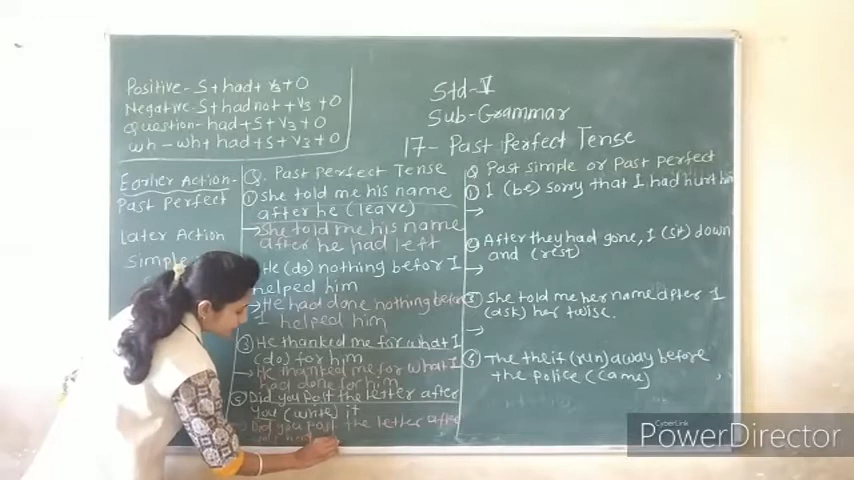 Positive - S + had + V3 + O
Negative - S + had not + V3 + O
Question - had + S + V3 + O
Wh - Wh + had + S + V3 + O
Std - V
Sub - Grammar
17 - Past Perfect Tense
Earlier Action -
Past Perfect
Later Action
Simple
Q. Past Perfect Tense
① She told me his name
after he (leave)
→ She told me his name
after he had left
He (do) nothing before I
helped him
→ He had done nothing before
I helped him
③ He thanked me for what I
(do) for him
→ He thanked me for what I
had done for him
Did you post the letter after
you (write) it
Did you post the letter after
Q Past simple or Past perfect
① I (be) sorry that I had hurt him
→
② After they had gone, I (sit) down
and (rest)
→
③ She told me her name after I
(ask) her twise.
→
The theif (run) away before
the police (came)
CyberLink
PowerDirector